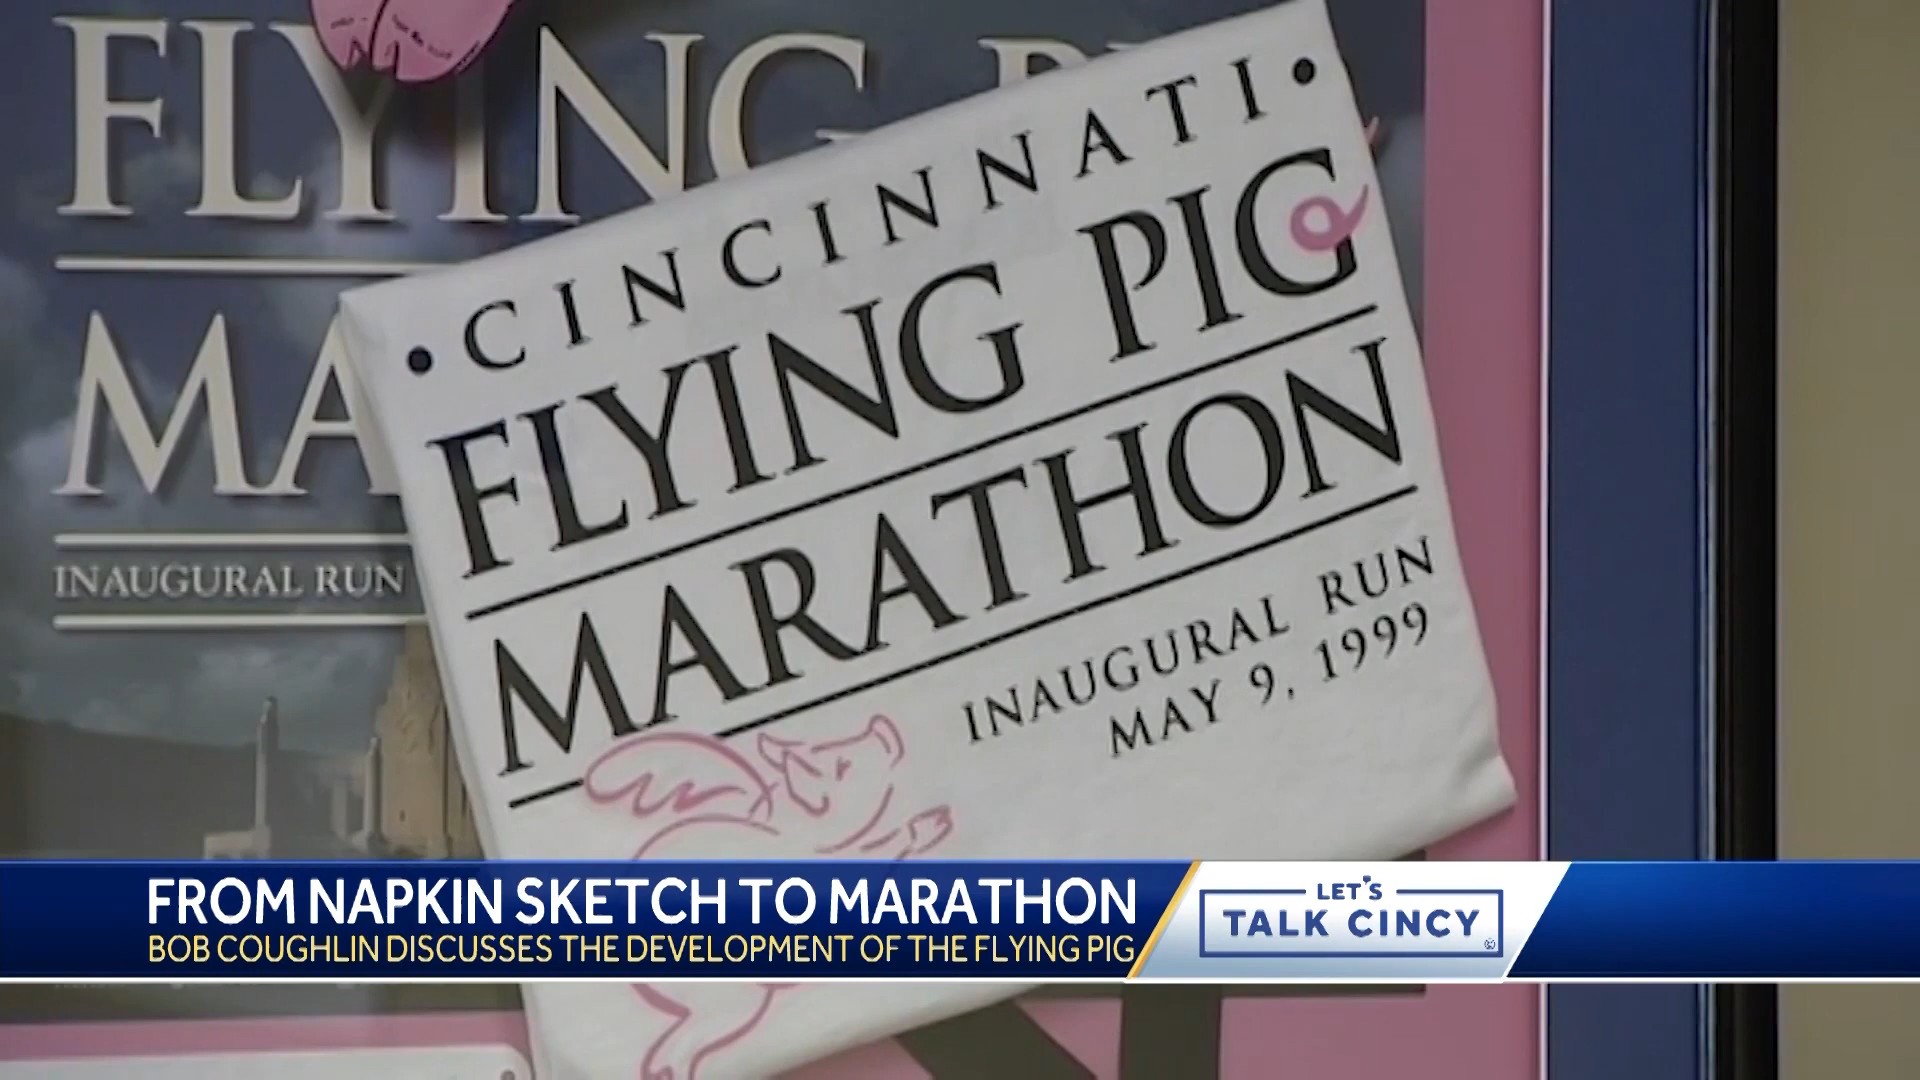 FLYING
MA
INAUGURAL RUN
• CINCINNATI •
FLYING PIG
MARATHON
INAUGURAL RUN
MAY 9, 1999
FROM NAPKIN SKETCH TO MARATHON
BOB COUGHLIN DISCUSSES THE DEVELOPMENT OF THE FLYING PIG
LET'S
TALK CINCY